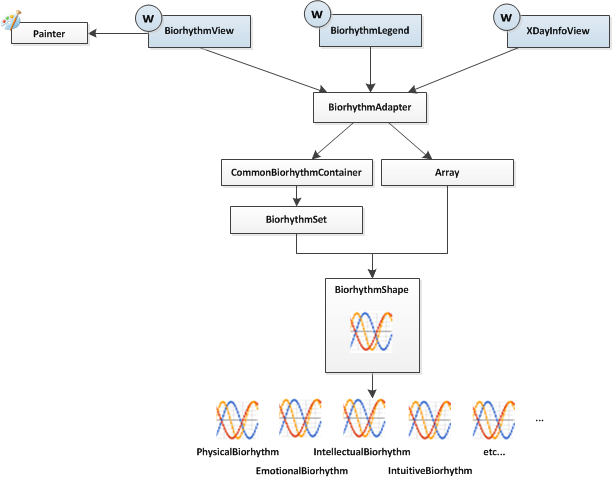 W
W
W
Painter
BiorhythmView
BiorhythmLegend
XDayInfoView
BiorhythmAdapter
CommonBiorhythmContainer
Array
BiorhythmSet
BiorhythmShape
...
PhysicalBiorhythm
IntellectualBiorhythm
etc...
EmotionalBiorhythm
IntuitiveBiorhythm